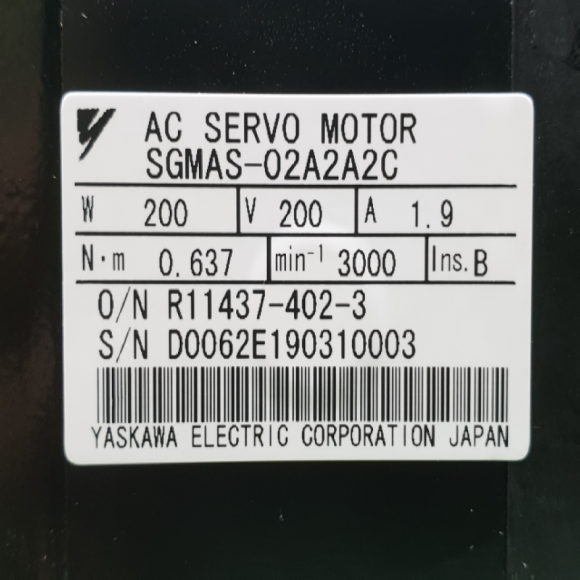 AC SERVO MOTOR
SGMAS-02A2A2C
W 200 V 200 A 1.9
N·m 0.637 min⁻¹ 3000 Ins. B
O/N R11437-402-3
S/N D0062E190310003
YASKAWA ELECTRIC CORPORATION JAPAN